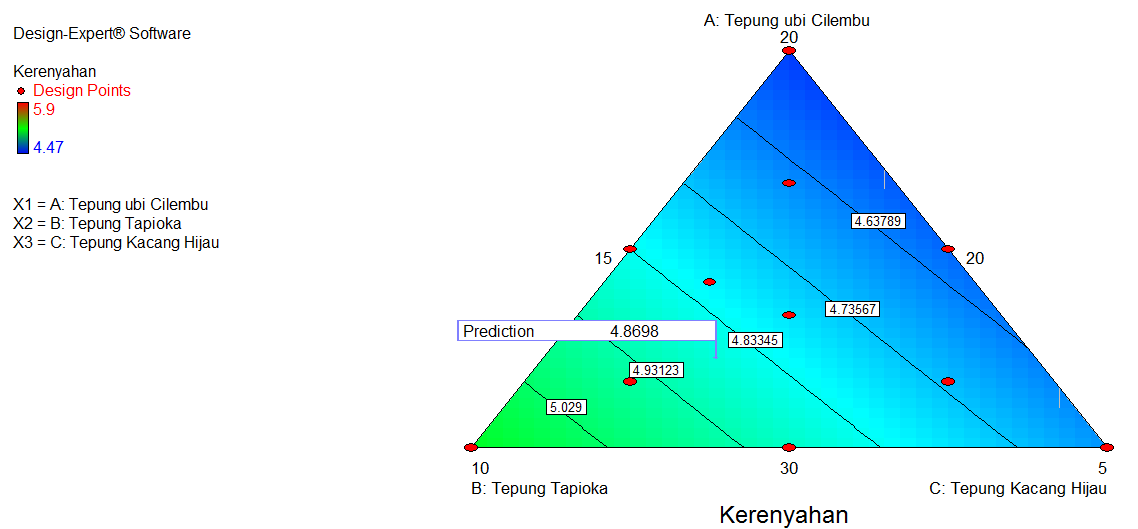 Design-Expert® Software
Kerenyahan
Design Points
5.9
4.47
X1 = A: Tepung ubi Cilembu
X2 = B: Tepung Tapioka
X3 = C: Tepung Kacang Hijau
A: Tepung ubi Cilembu
20
4.63789
15
20
4.73567
Prediction 4.8698
4.83345
4.93123
5.029
10
30
5
B: Tepung Tapioka
C: Tepung Kacang Hijau
Kerenyahan